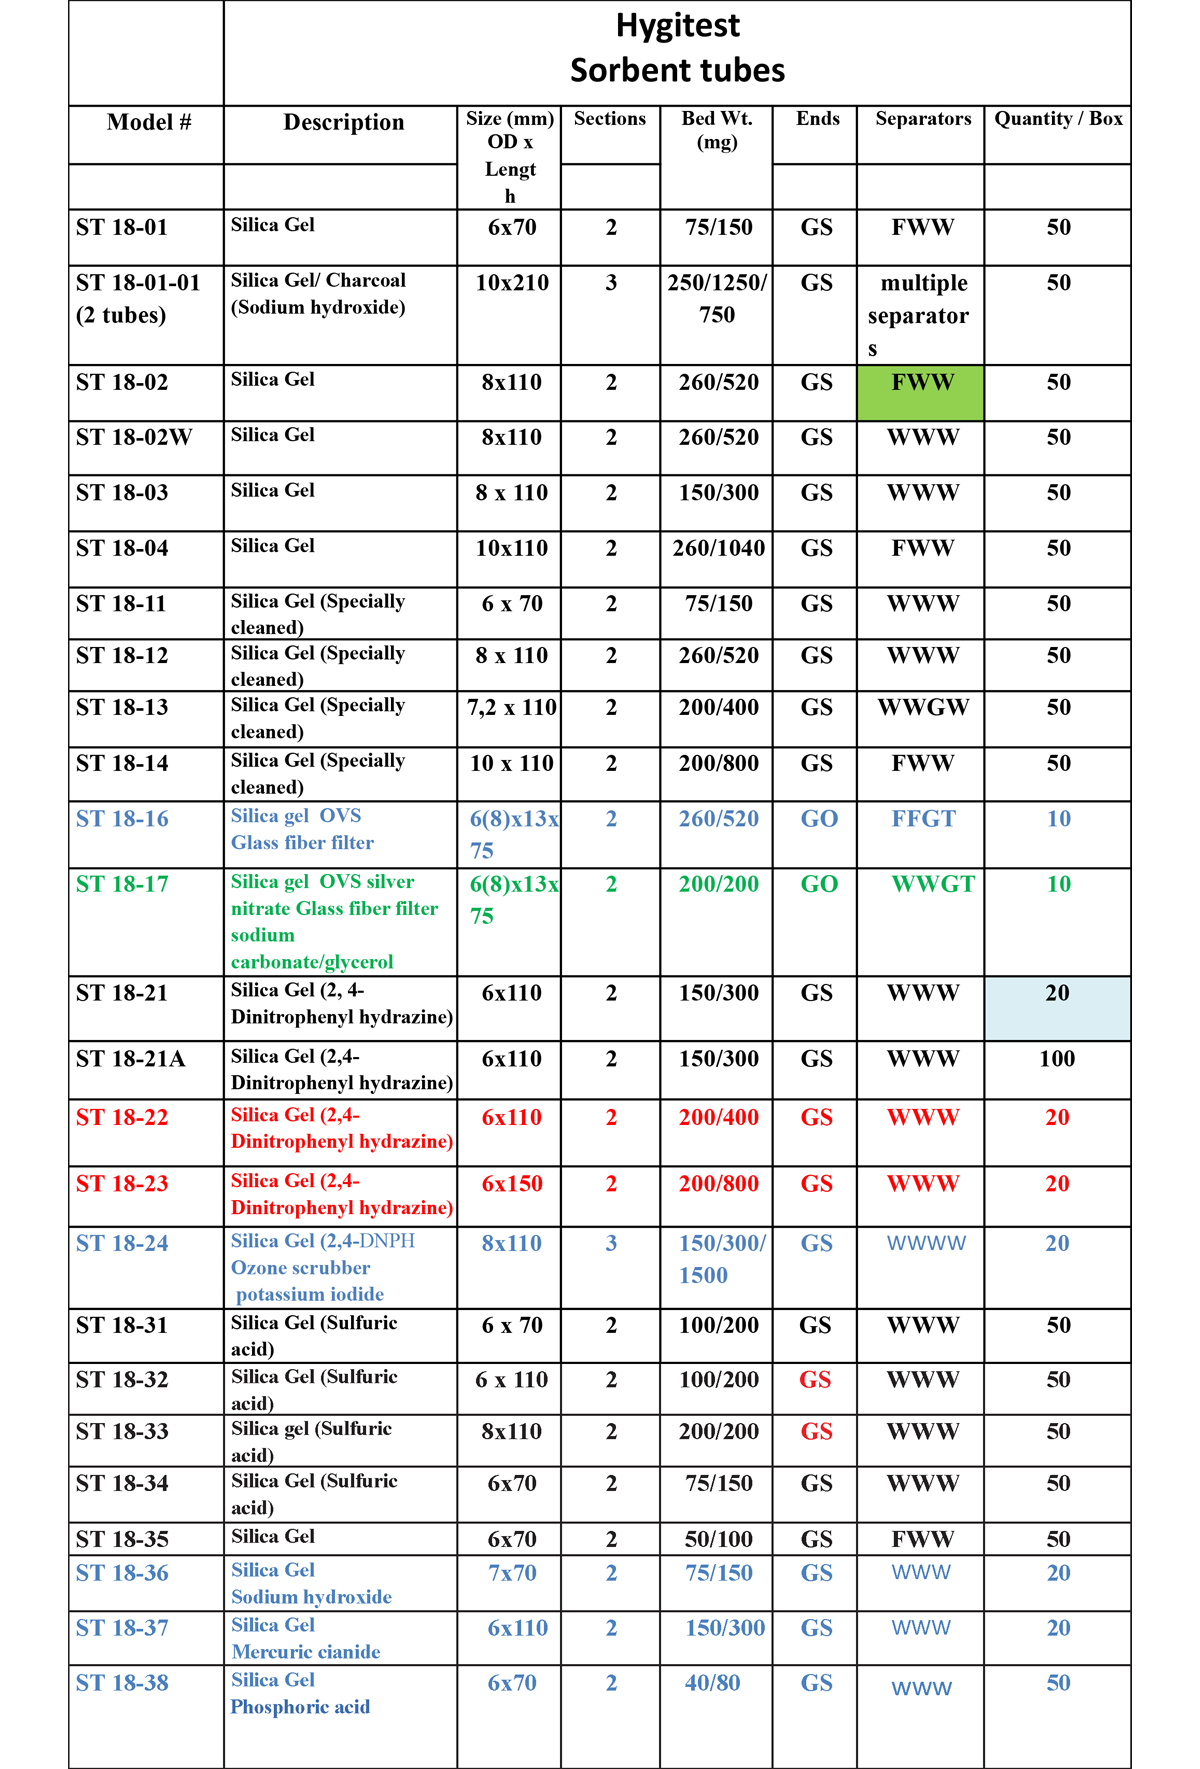 Hygitest
Sorbent tubes
Model # Description Size (mm) Sections Bed Wt. Ends Separators Quantity / Box
OD x (mg)
Lengt
h
ST 18-01 Silica Gel 6x70 2 75/150 GS FWW 50
ST 18-01-01 Silica Gel/ Charcoal 10x210 3 250/1250/ GS multiple 50
(2 tubes) (Sodium hydroxide) 750 separator
s
ST 18-02 Silica Gel 8x110 2 260/520 GS FWW 50
ST 18-02W Silica Gel 8x110 2 260/520 GS WWW 50
ST 18-03 Silica Gel 8 x 110 2 150/300 GS WWW 50
ST 18-04 Silica Gel 10x110 2 260/1040 GS FWW 50
ST 18-11 Silica Gel (Specially 6 x 70 2 75/150 GS WWW 50
cleaned)
ST 18-12 Silica Gel (Specially 8 x 110 2 260/520 GS WWW 50
cleaned)
ST 18-13 Silica Gel (Specially 7,2 x 110 2 200/400 GS WWGW 50
cleaned)
ST 18-14 Silica Gel (Specially 10 x 110 2 200/800 GS FWW 50
cleaned)
ST 18-16 Silica gel OVS 6(8)x13x 2 260/520 GO FFGT 10
Glass fiber filter 75
ST 18-17 Silica gel OVS silver 6(8)x13x 2 200/200 GO WWGT 10
nitrate Glass fiber filter 75
sodium
carbonate/glycerol
ST 18-21 Silica Gel (2, 4- 6x110 2 150/300 GS WWW 20
Dinitrophenyl hydrazine)
ST 18-21A Silica Gel (2,4- 6x110 2 150/300 GS WWW 100
Dinitrophenyl hydrazine)
ST 18-22 Silica Gel (2,4- 6x110 2 200/400 GS WWW 20
Dinitrophenyl hydrazine)
ST 18-23 Silica Gel (2,4- 6x150 2 200/800 GS WWW 20
Dinitrophenyl hydrazine)
ST 18-24 Silica Gel (2,4-DNPH 8x110 3 150/300/ GS WWWW 20
Ozone scrubber 1500
potassium iodide
ST 18-31 Silica Gel (Sulfuric 6 x 70 2 100/200 GS WWW 50
acid)
ST 18-32 Silica Gel (Sulfuric 6 x 110 2 100/200 GS WWW 50
acid)
ST 18-33 Silica gel (Sulfuric 8x110 2 200/200 GS WWW 50
acid)
ST 18-34 Silica Gel (Sulfuric 6x70 2 75/150 GS WWW 50
acid)
ST 18-35 Silica Gel 6x70 2 50/100 GS FWW 50
ST 18-36 Silica Gel 7x70 2 75/150 GS WWW 20
Sodium hydroxide
ST 18-37 Silica Gel 6x110 2 150/300 GS WWW 20
Mercuric cianide
ST 18-38 Silica Gel 6x70 2 40/80 GS WWW 50
Phosphoric acid